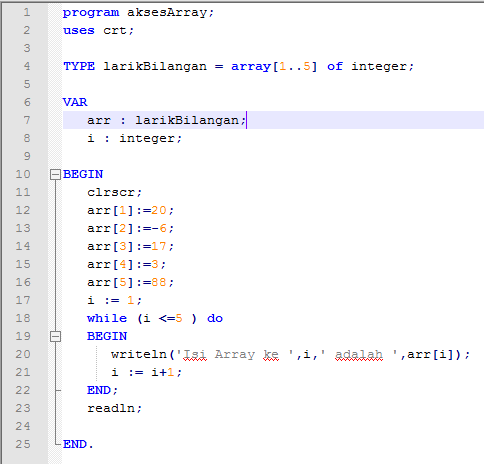 1 program aksesArray;
2 uses crt;
3
4 TYPE larikBilangan = array[1..5] of integer;
5
6 VAR
7 arr : larikBilangan;
8 i : integer;
9
10 BEGIN
11 clrscr;
12 arr[1]:=20;
13 arr[2]:=-6;
14 arr[3]:=17;
15 arr[4]:=3;
16 arr[5]:=88;
17 i := 1;
18 while (i <=5 ) do
19 BEGIN
20 writeln('Isi Array ke ',i,' adalah ',arr[i]);
21 i := i+1;
22 END;
23 readln;
24
25 END.